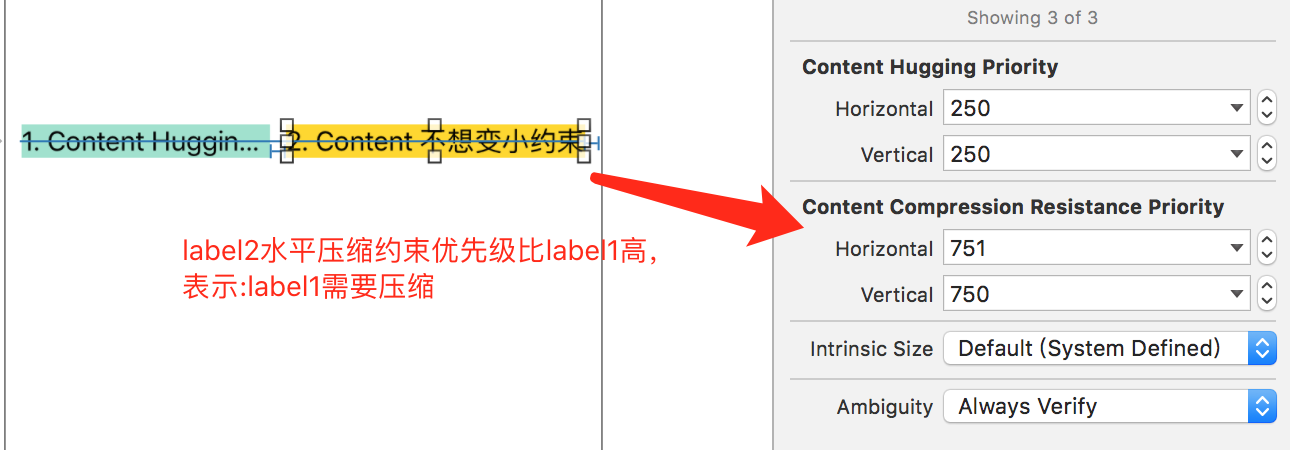 Showing 3 of 3
Content Hugging Priority
Horizontal 250
Vertical 250
Content Compression Resistance Priority
Horizontal 751
Vertical 750
Intrinsic Size Default (System Defined)
Ambiguity Always Verify
1. Content Huggin... 2. Content 不想变小约束
label2水平压缩约束优先级比label1高,
表示:label1需要压缩